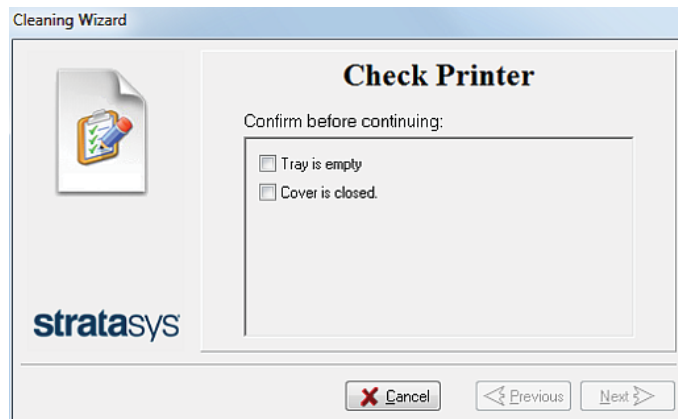 Cleaning Wizard
Check Printer
Confirm before continuing:
Tray is empty
Cover is closed.
stratasys
Cancel
Previous
Next